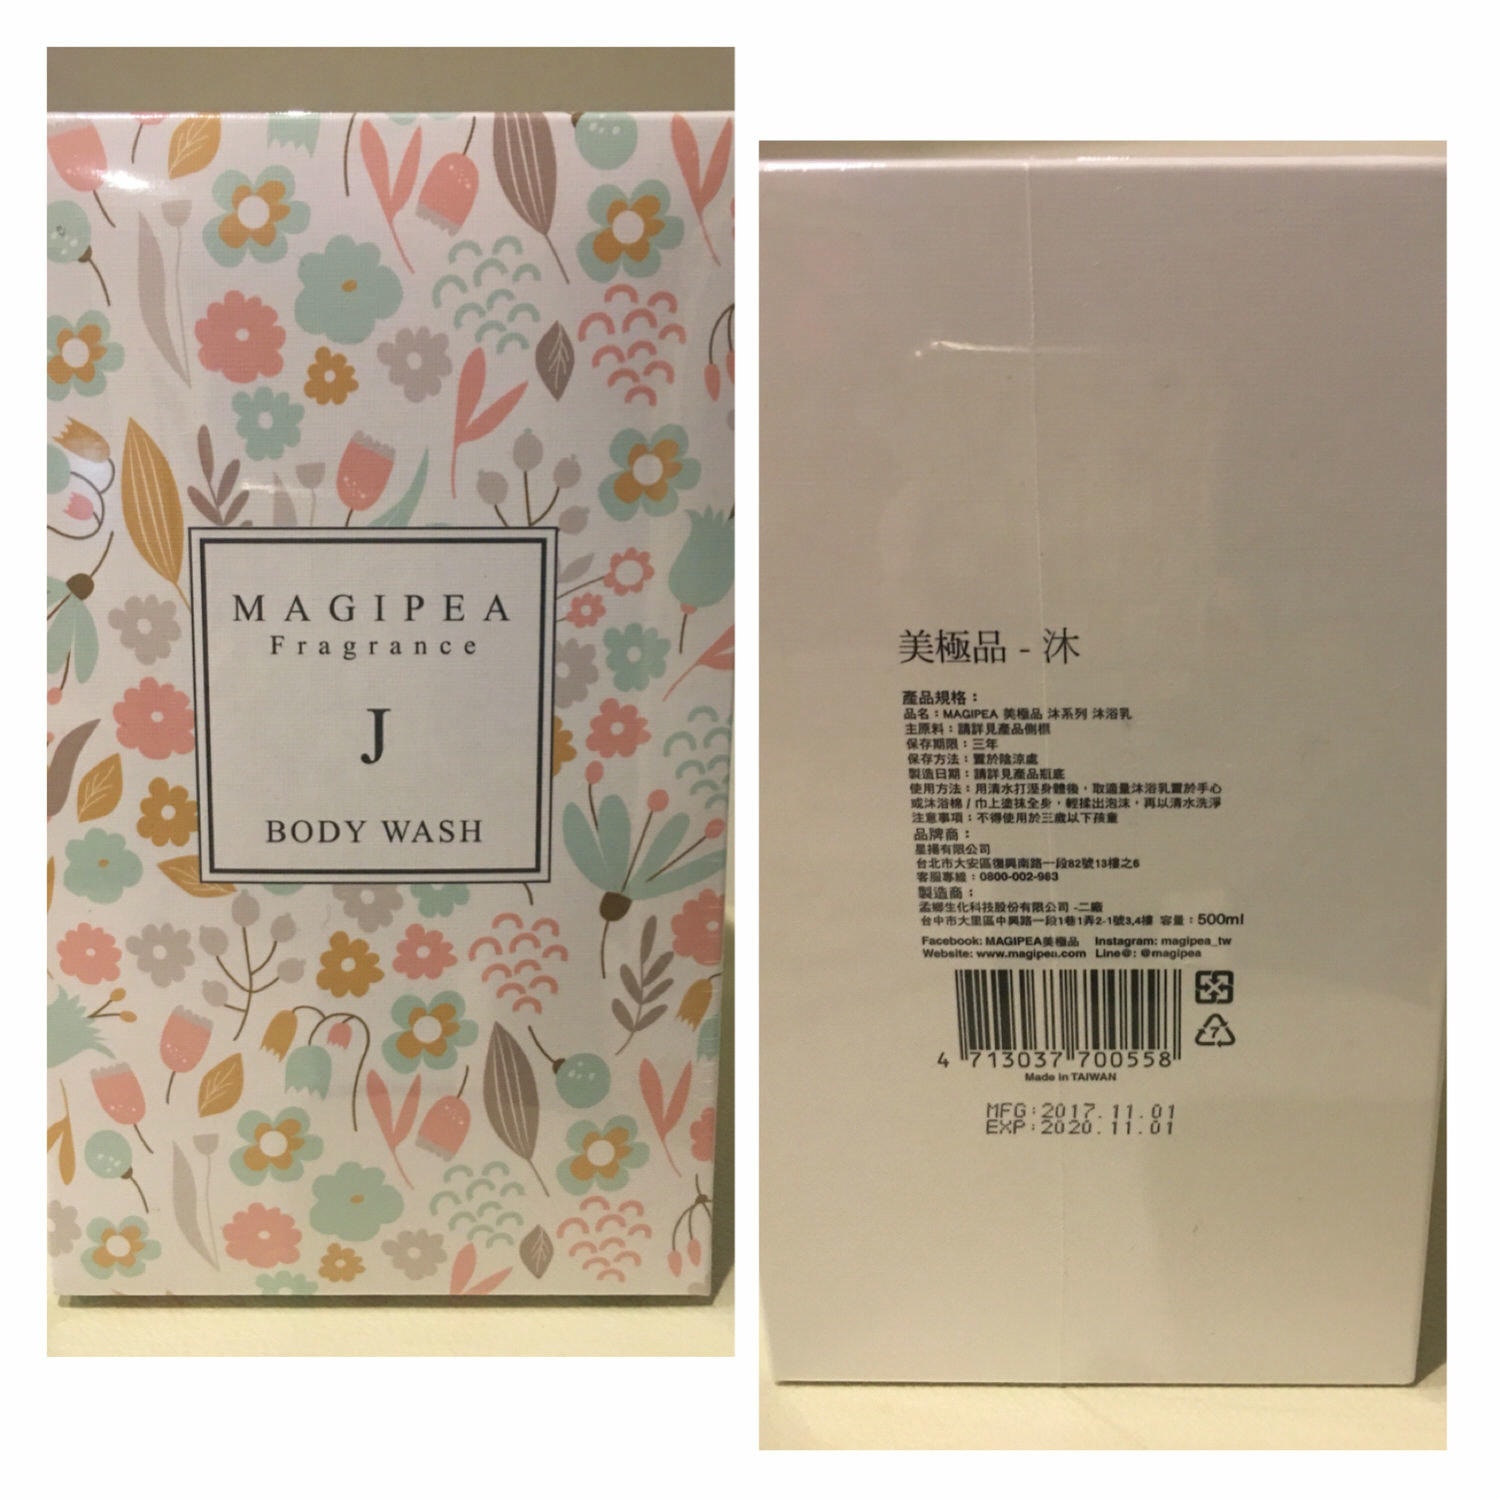 MAGIPEA
Fragrance
J
BODY WASH
美極品 - 沐
產品規格：
品名：MAGIPEA 美極品 沐系列 沐浴乳
主原料：請詳見產品側標
保存期限：三年
保存方法：置於陰涼處
製造日期：請詳見產品瓶底
使用方法：用清水打溼身體後，取適量沐浴乳置於手心
或沐浴棉 / 巾上塗抹全身，輕揉出泡沫，再以清水洗淨
注意事項：不得使用於三歲以下孩童
品牌商：
星揚有限公司
台北市大安區復興南路一段82號13樓之6
客服專線：0800-002-963
製造商：
孟鄉生化科技股份有限公司 -二廠
台中市大里區中興路一段1巷1弄2-1號3,4樓 容量：500ml
Facebook: MAGIPEA美極品 Instagram: magipea_tw
Website: www.magipea.com Line@: @magipea
4 713037 700558
7
Made in TAIWAN
MFG:2017.11.01
EXP:2020.11.01